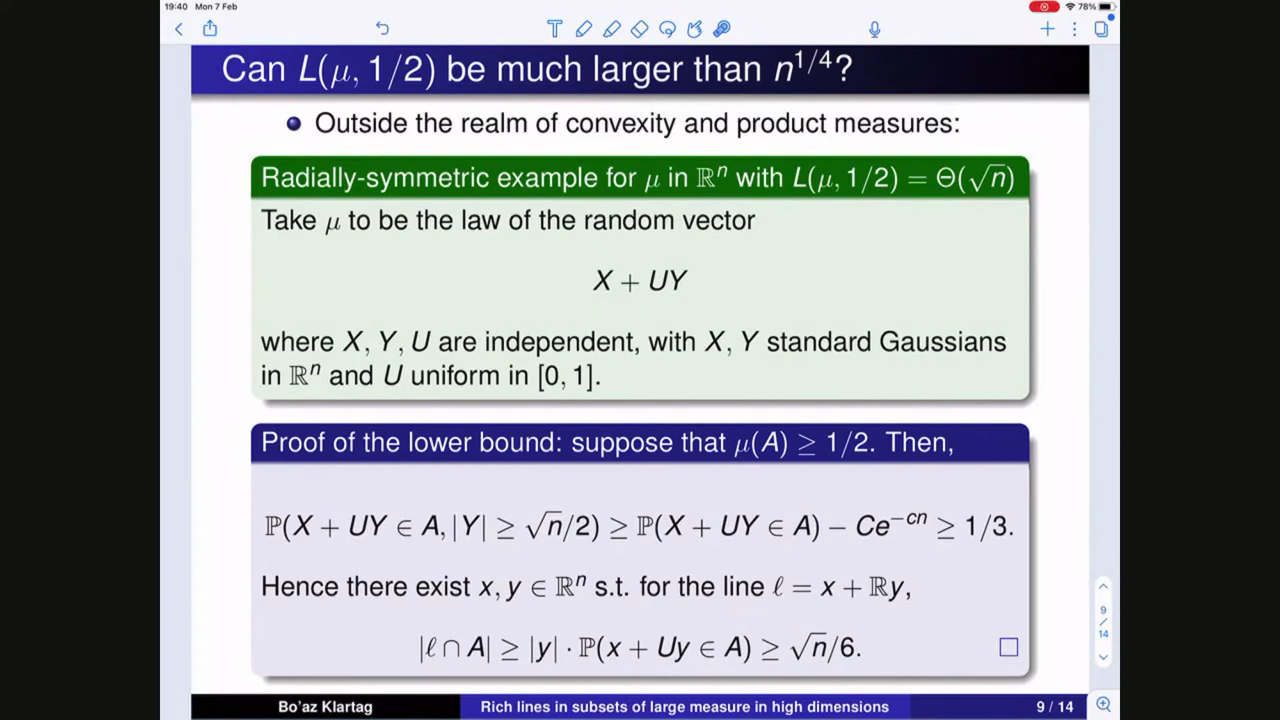 19:40 Mon 7 Feb
78%
Can L(μ, 1/2) be much larger than n^{1/4}?
Outside the realm of convexity and product measures:
Radially-symmetric example for μ in ℝⁿ with L(μ, 1/2) = Θ(√n)
Take μ to be the law of the random vector
X + UY
where X, Y, U are independent, with X, Y standard Gaussians
in ℝⁿ and U uniform in [0, 1].
Proof of the lower bound: suppose that μ(A) ≥ 1/2. Then,
ℙ(X + UY ∈ A, |Y| ≥ √n/2) ≥ ℙ(X + UY ∈ A) − Ce^{−cn} ≥ 1/3.
Hence there exist x, y ∈ ℝⁿ s.t. for the line ℓ = x + ℝy,
|ℓ ∩ A| ≥ |y| · ℙ(x + Uy ∈ A) ≥ √n/6.
9
/
14
Bo'az Klartag Rich lines in subsets of large measure in high dimensions 9 / 14